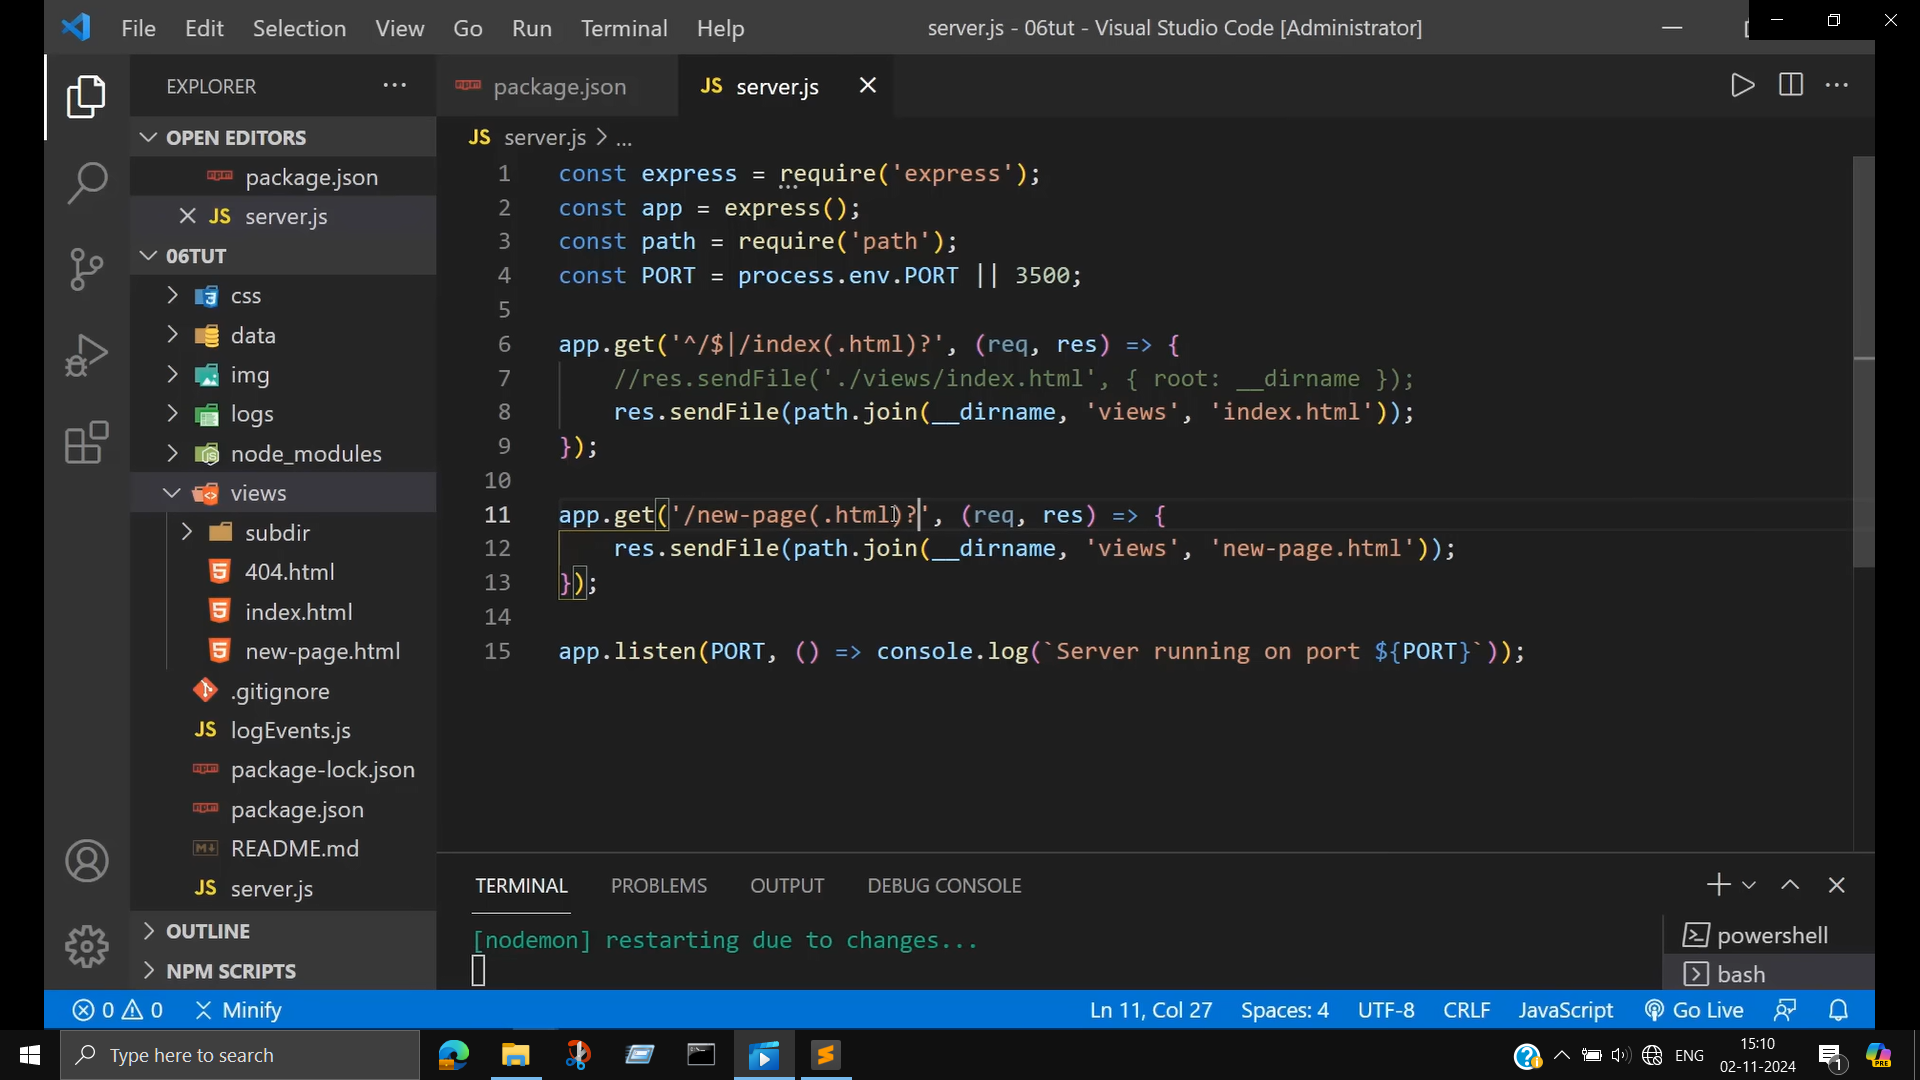 File Edit Selection View Go Run Terminal Help
server.js - 06tut - Visual Studio Code [Administrator]
EXPLORER
OPEN EDITORS
package.json
server.js
06TUT
css
data
img
logs
node_modules
views
subdir
404.html
index.html
new-page.html
.gitignore
logEvents.js
package-lock.json
package.json
README.md
server.js
OUTLINE
NPM SCRIPTS
package.json
JS server.js
JS server.js > ...
1 const express = require('express');
2 const app = express();
3 const path = require('path');
4 const PORT = process.env.PORT || 3500;
5
6 app.get('^/$|/index(.html)?', (req, res) => {
7 //res.sendFile('./views/index.html', { root: __dirname });
8 res.sendFile(path.join(__dirname, 'views', 'index.html'));
9 });
10
11 app.get('/new-page(.html)?', (req, res) => {
12 res.sendFile(path.join(__dirname, 'views', 'new-page.html'));
13 });
14
15 app.listen(PORT, () => console.log(`Server running on port ${PORT}`));
TERMINAL PROBLEMS OUTPUT DEBUG CONSOLE
[nodemon] restarting due to changes...
powershell
bash
0 0 Minify
Ln 11, Col 27 Spaces: 4 UTF-8 CRLF JavaScript Go Live
Type here to search
ENG
15:10
02-11-2024
1
PRE